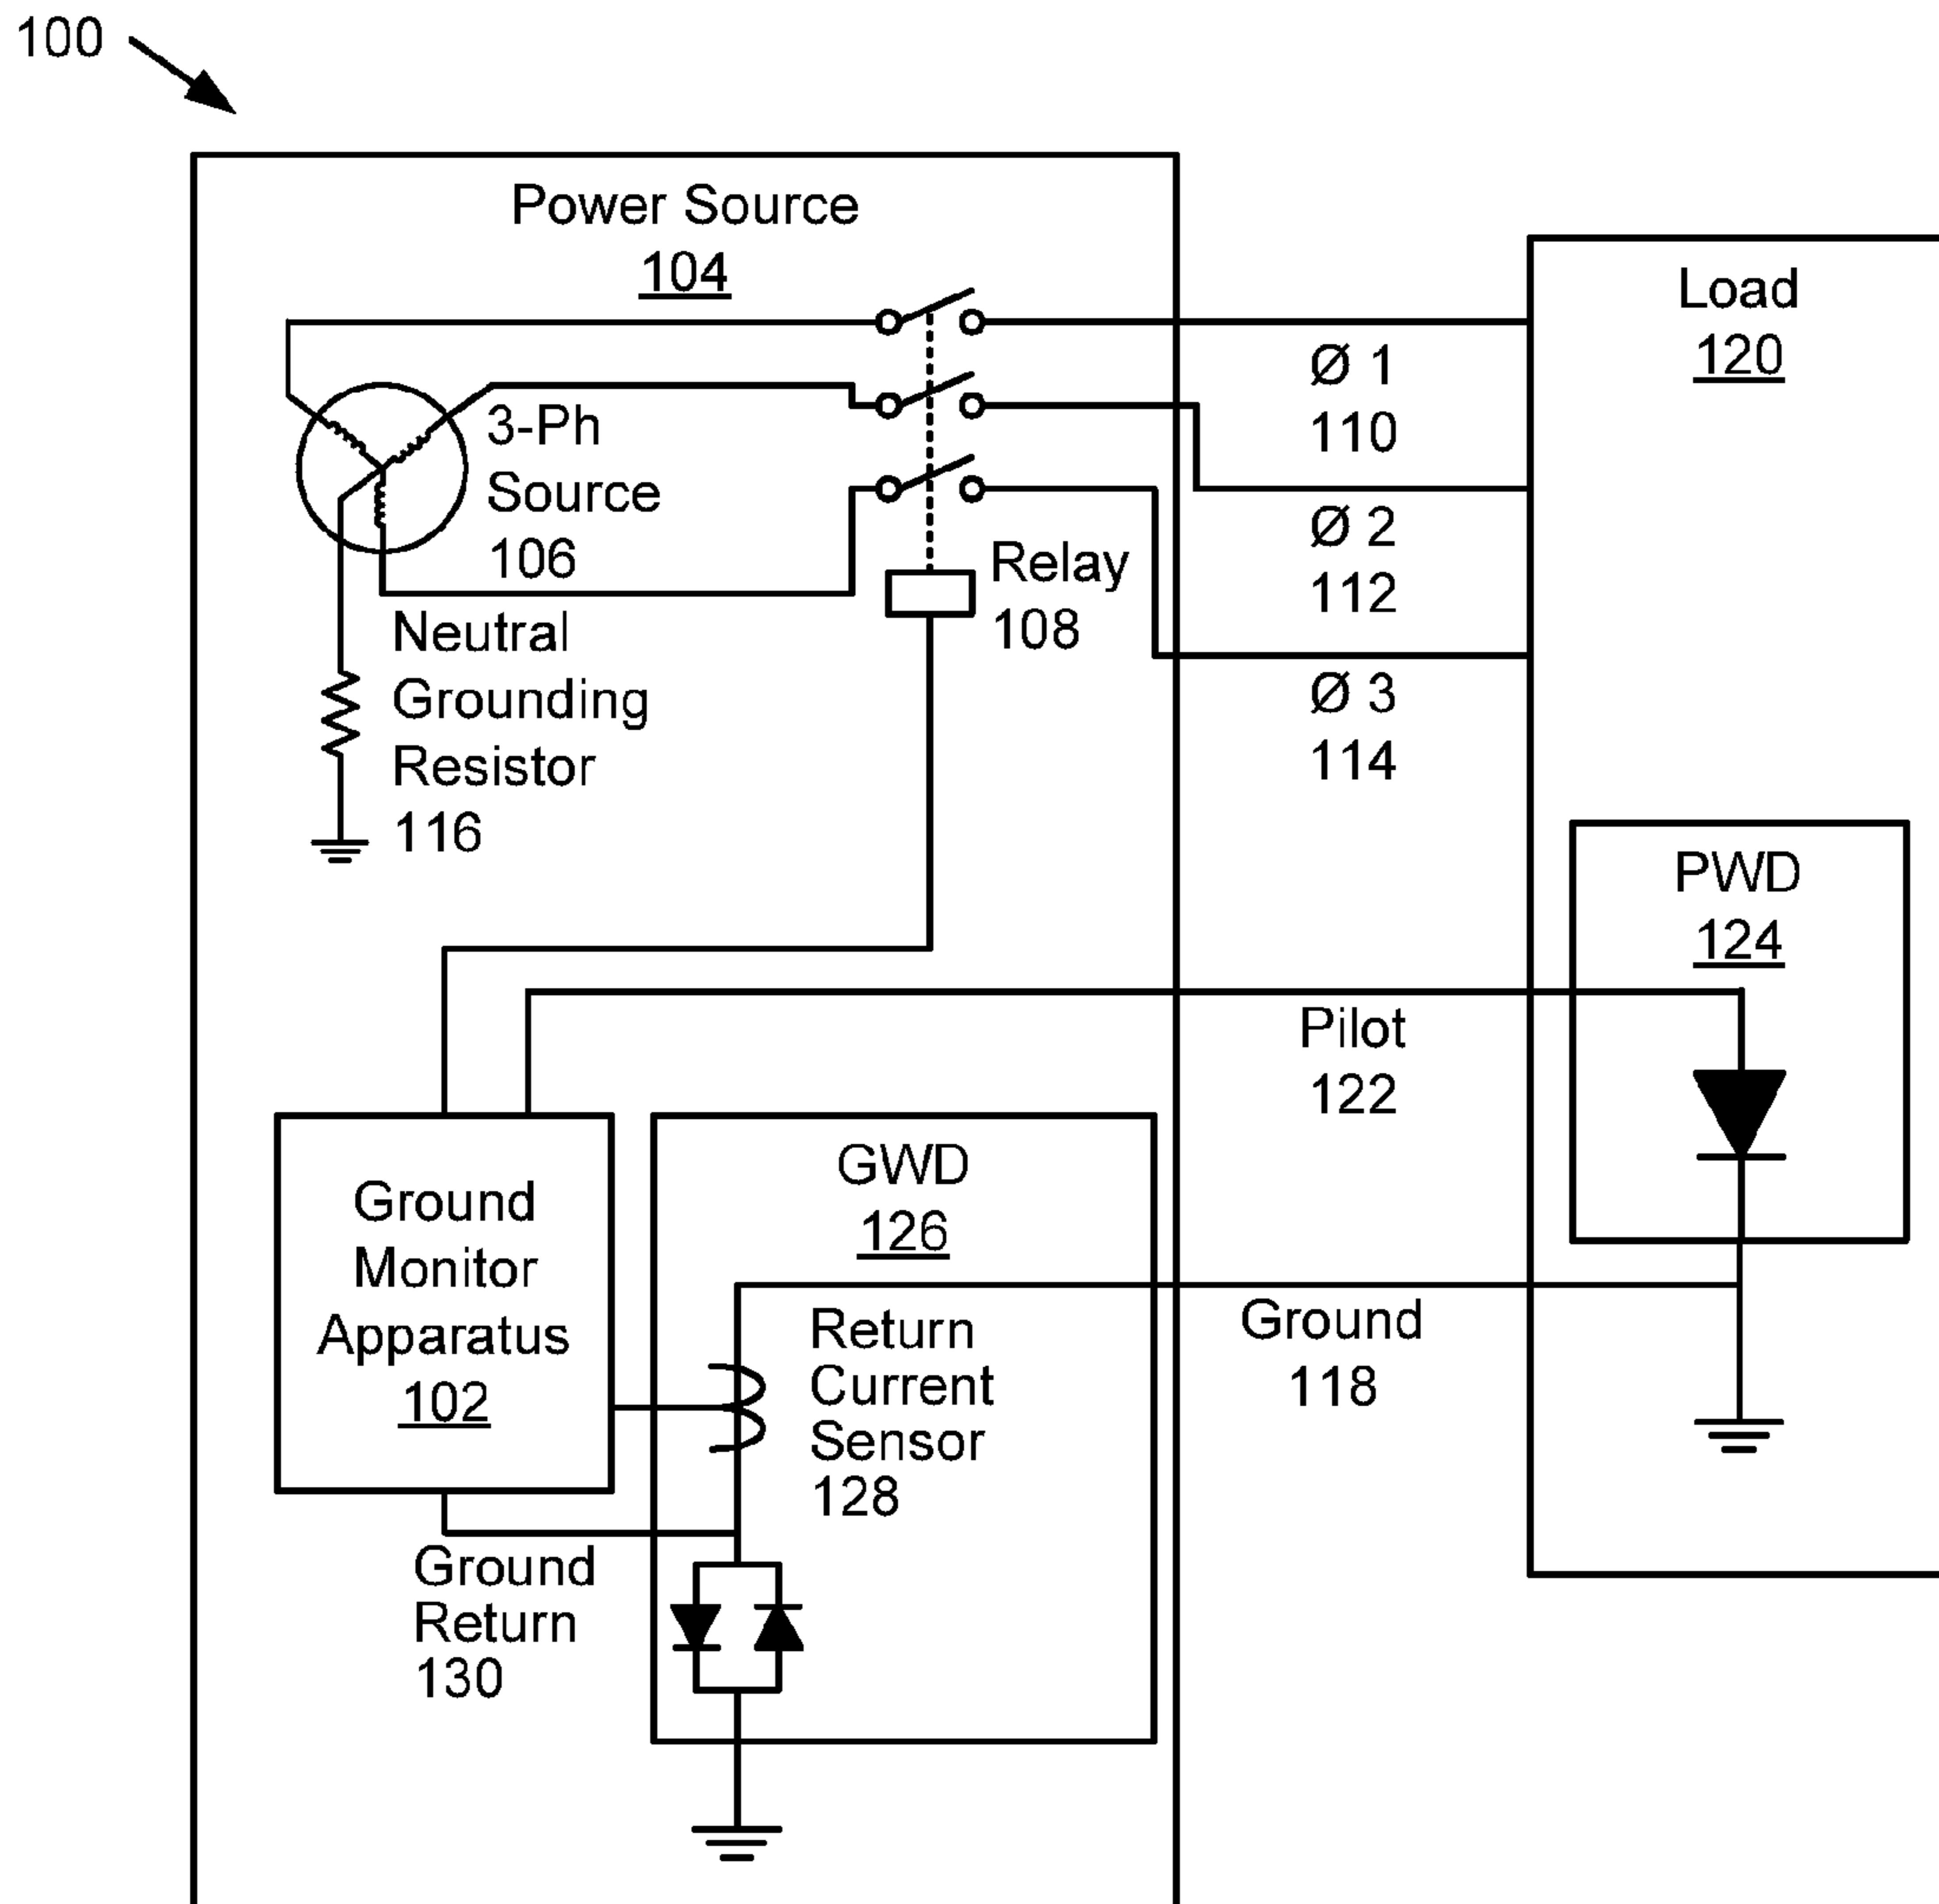 100
Power Source
104
Load
120
3-Ph
Source
106
Ø 1
110
Ø 2
112
Ø 3
114
Relay
108
Neutral
Grounding
Resistor
116
PWD
124
Pilot
122
Ground
Monitor
Apparatus
102
GWD
126
Return
Current
Sensor
128
Ground
118
Ground
Return
130